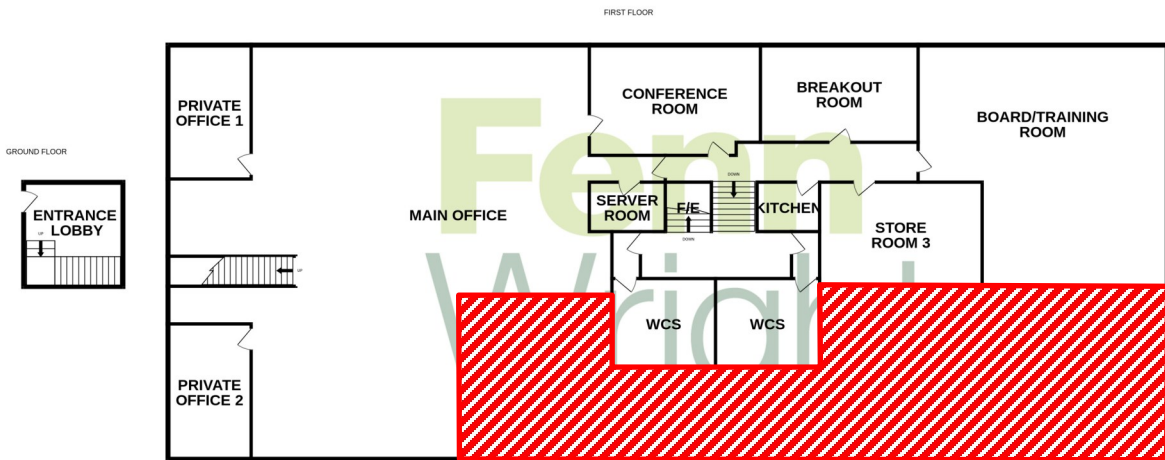 FIRST FLOOR
GROUND FLOOR
ENTRANCE
LOBBY
UP
PRIVATE
OFFICE 1
PRIVATE
OFFICE 2
MAIN OFFICE
UP
CONFERENCE
ROOM
BREAKOUT
ROOM
BOARD/TRAINING
ROOM
DOWN
SERVER
ROOM
F/E
DOWN
KITCHEN
STORE
ROOM 3
WCS
WCS
Fenn
Wright